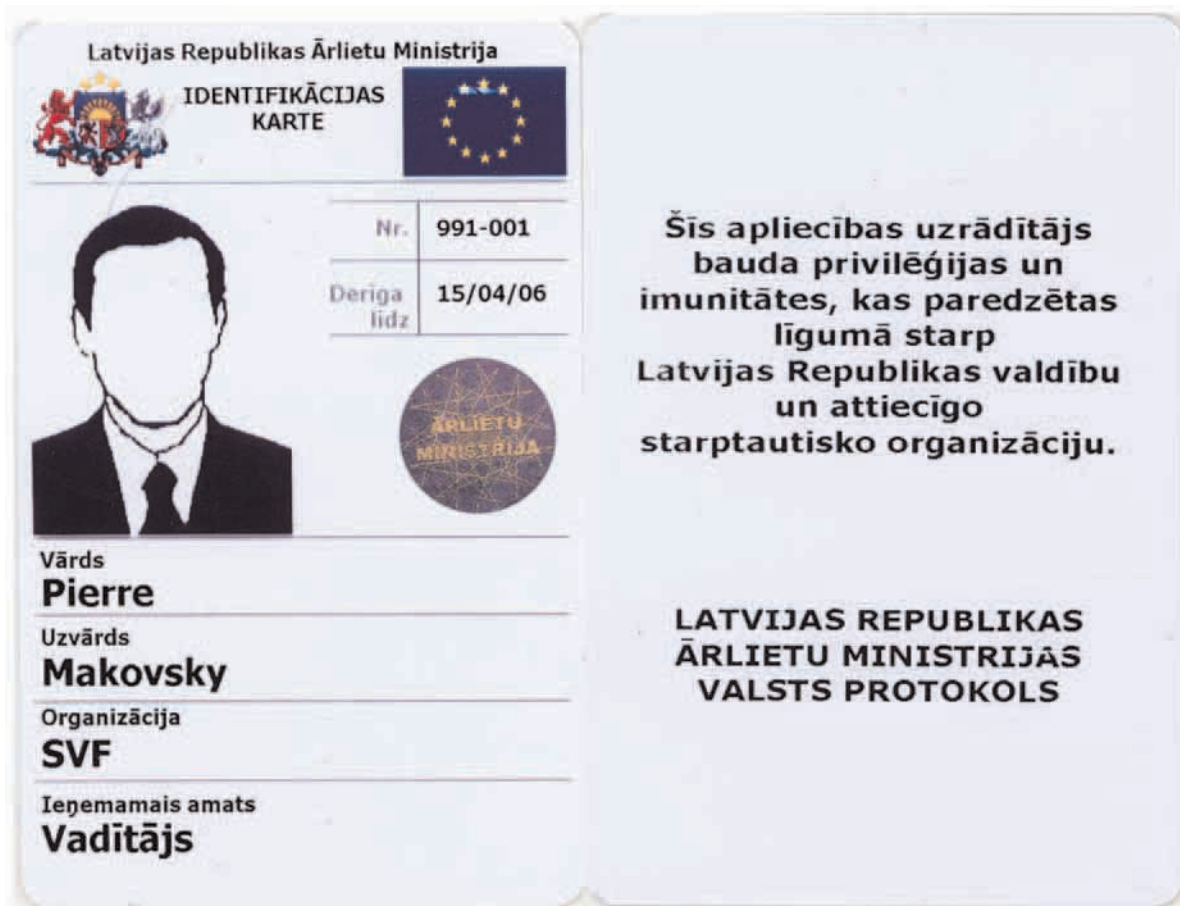 Latvijas Republikas Ārlietu Ministrija
IDENTIFIKĀCIJAS
KARTE
Nr. 991-001
Derīga 15/04/06
līdz
ĀRLIETU
MINISTRIJA
Vārds
Pierre
Uzvārds
Makovsky
Organizācija
SVF
Ieņemamais amats
Vadītājs
Šīs apliecības uzrādītājs
bauda privilēģijas un
imunitātes, kas paredzētas
līgumā starp
Latvijas Republikas valdību
un attiecīgo
starptautisko organizāciju.
LATVIJAS REPUBLIKAS
ĀRLIETU MINISTRIJAS
VALSTS PROTOKOLS